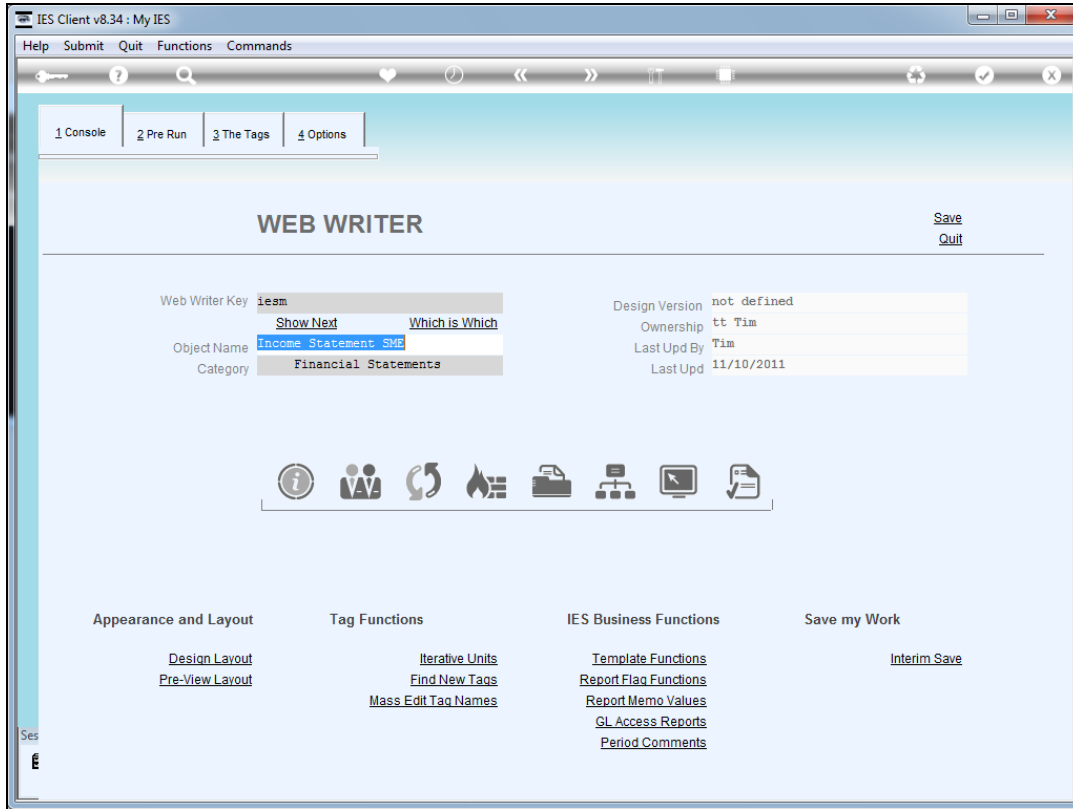 IES Client v8.34 : My IES
Help Submit Quit Functions Commands
1 Console 2 Pre Run 3 The Tags 4 Options
WEB WRITER
Save
Quit
Web Writer Key iesm
Show Next Which is Which
Object Name Income Statement SME
Category Financial Statements
Design Version not defined
Ownership tt Tim
Last Upd By Tim
Last Upd 11/10/2011
Appearance and Layout
Design Layout
Pre-View Layout
Tag Functions
Iterative Units
Find New Tags
Mass Edit Tag Names
IES Business Functions
Template Functions
Report Flag Functions
Report Memo Values
GL Access Reports
Period Comments
Save my Work
Interim Save
Ses